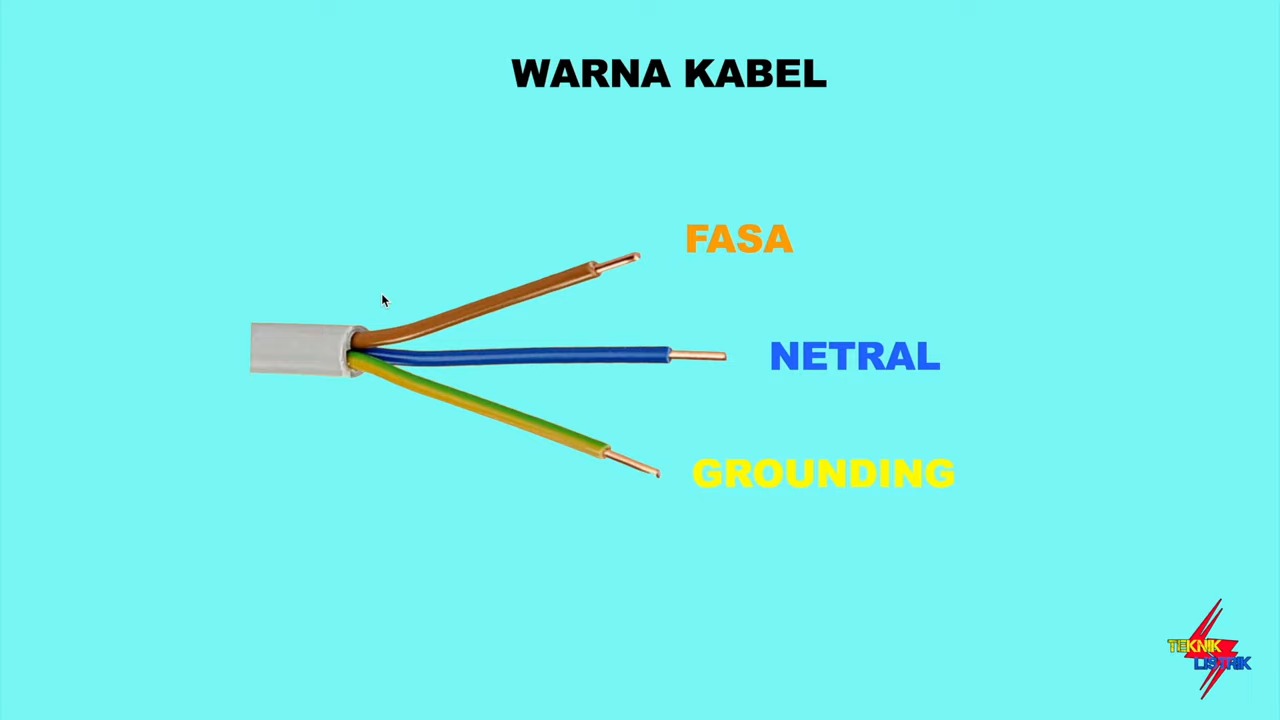 WARNA KABEL
FASA
NETRAL
GROUNDING
TEKNIK
LISTRIK